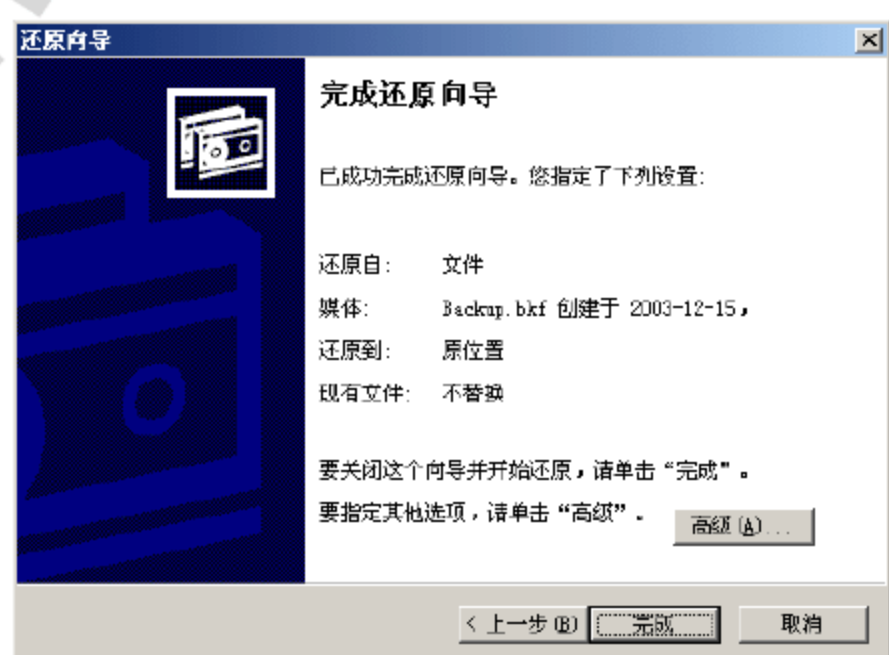 还原向导
完成还原向导
已成功完成还原向导。您指定了下列设置:
还原自: 文件
媒体: Backup.bkf 创建于 2003-12-15,
还原到: 原位置
现有文件: 不替换
要关闭这个向导并开始还原，请单击“完成”。
要指定其他选项，请单击“高级”。
高级(A)...
< 上一步(B) 完成 取消